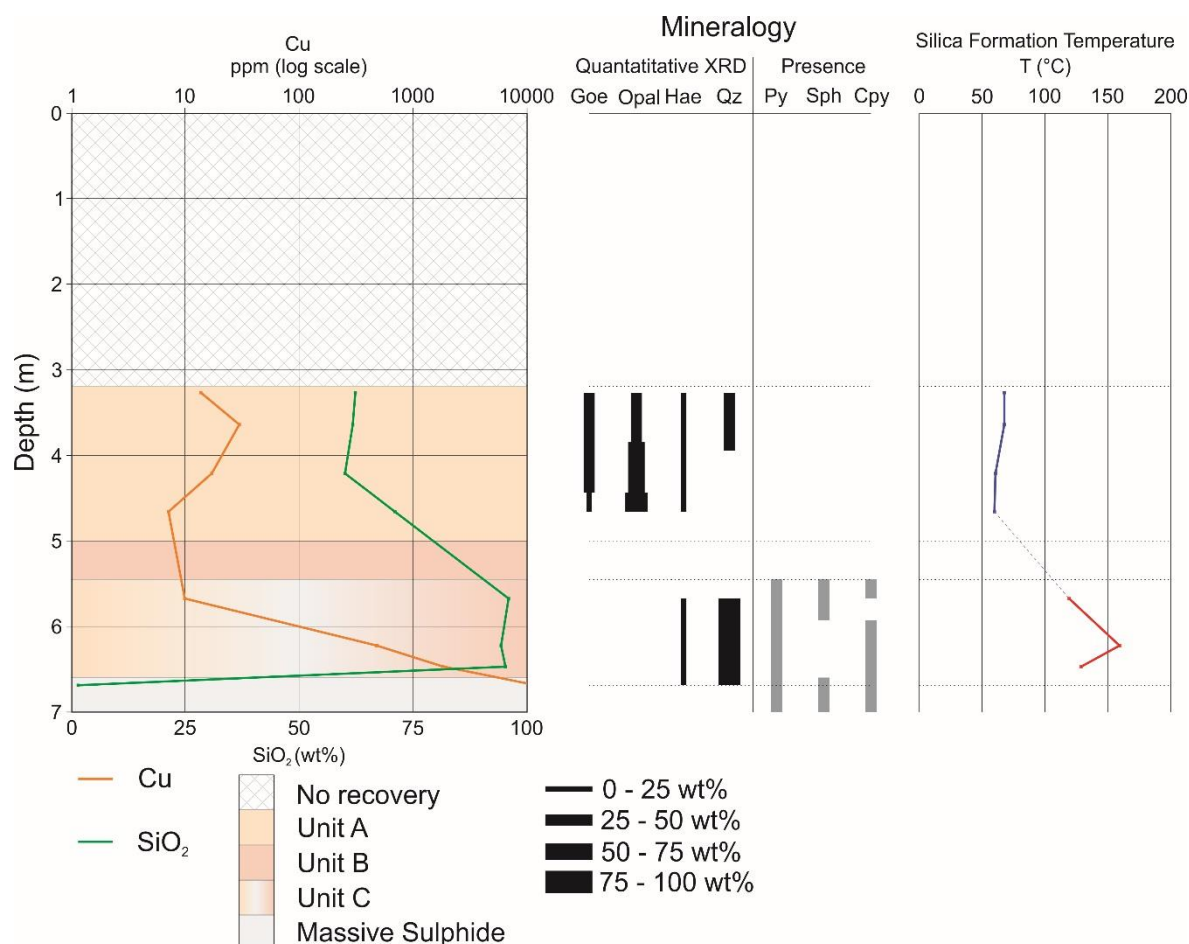 Cu
ppm (log scale)
1 10 100 1000 10000
Mineralogy
Quantatitative XRD Presence
Goe Opal Hae Qz Py Sph Cpy
Silica Formation Temperature
T (°C)
0 50 100 150 200
Depth (m)
0
1
2
3
4
5
6
7
0 25 50 75 100
SiO₂ (wt%)
Cu
SiO₂
No recovery
Unit A
Unit B
Unit C
Massive Sulphide
0 - 25 wt%
25 - 50 wt%
50 - 75 wt%
75 - 100 wt%